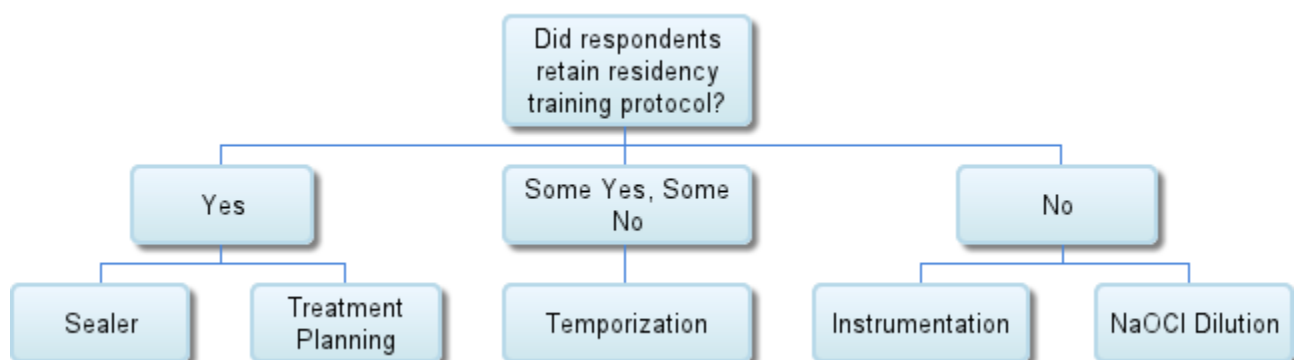 Did respondents
retain residency
training protocol?
Yes
Some Yes, Some
No
No
Sealer
Treatment
Planning
Temporization
Instrumentation
NaOCl Dilution